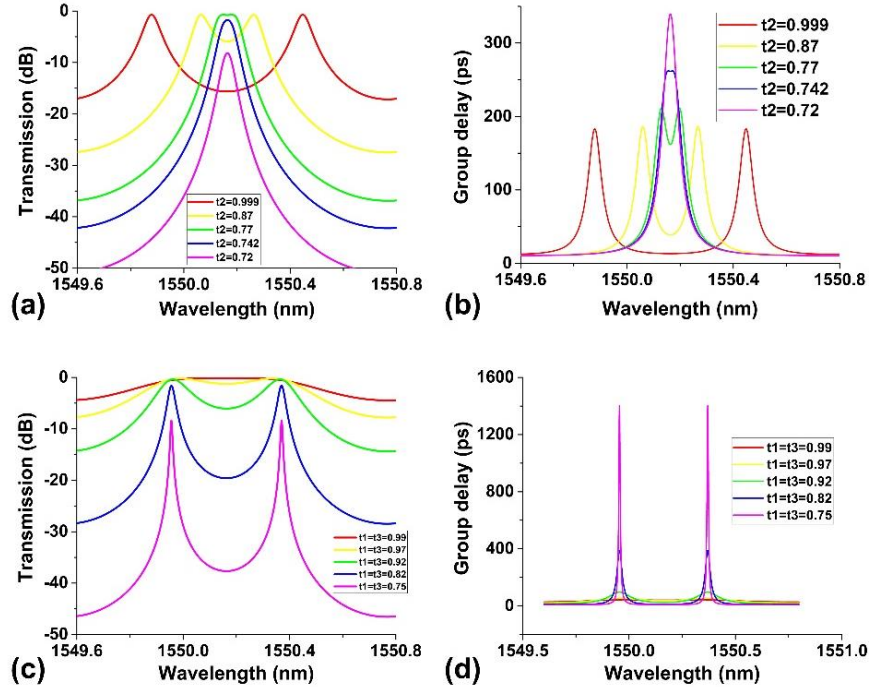 0
-10
-20
-30
-40
-50
Transmission (dB)
t2=0.999
t2=0.87
t2=0.77
t2=0.742
t2=0.72
1549.6 1550.0 1550.4 1550.8
Wavelength (nm)
(a)
300
200
100
0
Group delay (ps)
t2=0.999
t2=0.87
t2=0.77
t2=0.742
t2=0.72
1549.6 1550.0 1550.4 1550.8
Wavelength (nm)
(b)
0
-10
-20
-30
-40
-50
Transmission (dB)
t1=t3=0.99
t1=t3=0.97
t1=t3=0.92
t1=t3=0.82
t1=t3=0.75
1549.6 1550.0 1550.4 1550.8
Wavelength (nm)
(c)
1600
1200
800
400
0
Group delay (ps)
t1=t3=0.99
t1=t3=0.97
t1=t3=0.92
t1=t3=0.82
t1=t3=0.75
1549.5 1550.0 1550.5 1551.0
Wavelength (nm)
(d)